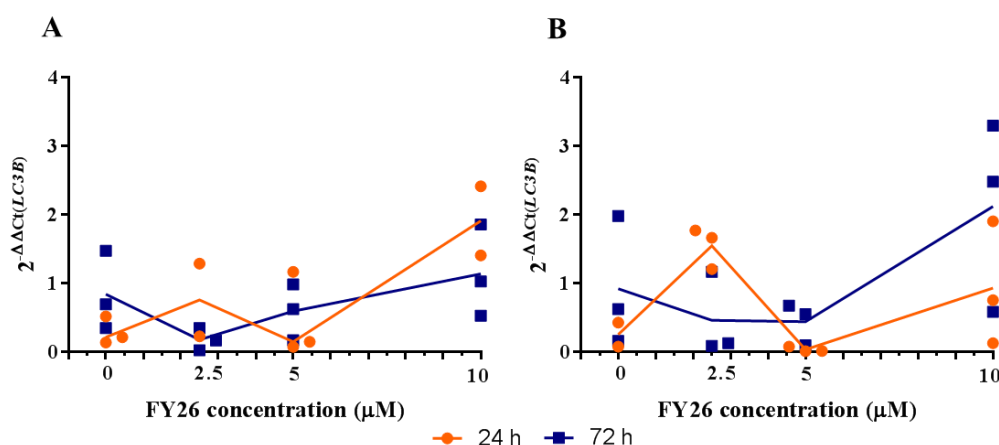 A
B
2^-ΔΔCt(LC3B)
4
3
2
1
0
0
2.5
5
10
FY26 concentration (μM)
2^-ΔΔCt(LC3B)
4
3
2
1
0
0
2.5
5
10
FY26 concentration (μM)
24 h
72 h